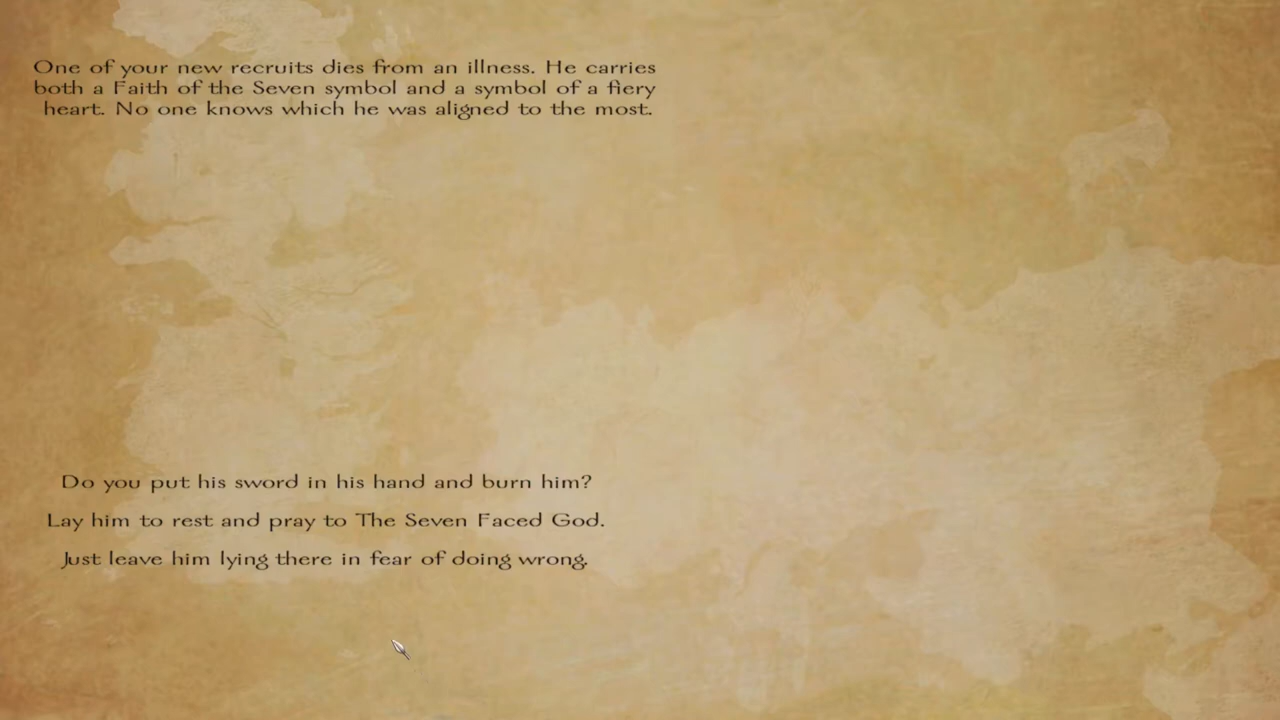 One of your new recruits dies from an illness. He carries
both a Faith of the Seven symbol and a symbol of a fiery
heart. No one knows which he was aligned to the most.
Do you put his sword in his hand and burn him?
Lay him to rest and pray to The Seven Faced God.
Just leave him lying there in fear of doing wrong.